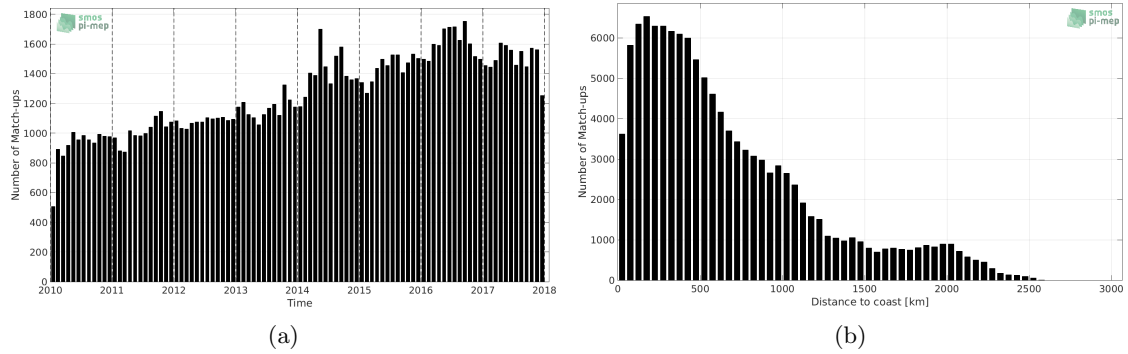 smos
pi-mep
1800
1600
1400
1200
1000
800
600
400
200
0
Number of Match-ups
2010 2011 2012 2013 2014 2015 2016 2017 2018
Time
(a)
smos
pi-mep
6000
5000
4000
3000
2000
1000
0
Number of Match-ups
0 500 1000 1500 2000 2500 3000
Distance to coast [km]
(b)